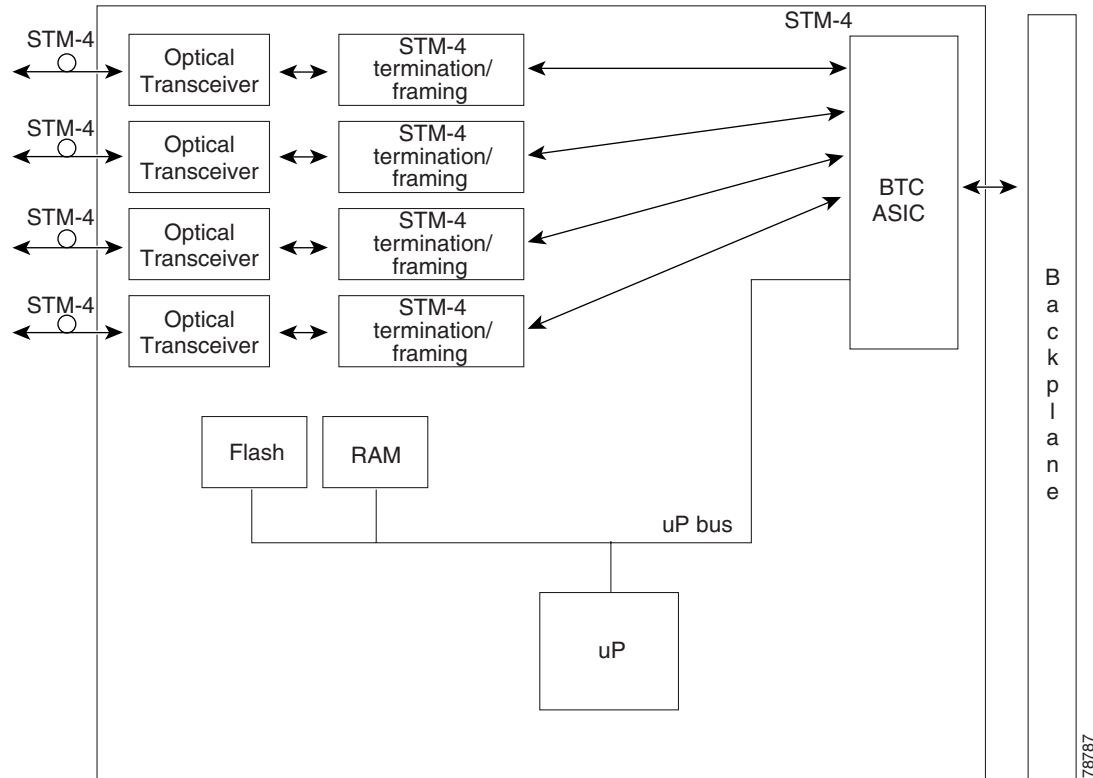 STM-4
STM-4
Optical
Transceiver
STM-4
termination/
framing
STM-4
Optical
Transceiver
STM-4
termination/
framing
STM-4
Optical
Transceiver
STM-4
termination/
framing
STM-4
Optical
Transceiver
STM-4
termination/
framing
BTC
ASIC
Backplane
Flash
RAM
uP bus
uP
78787